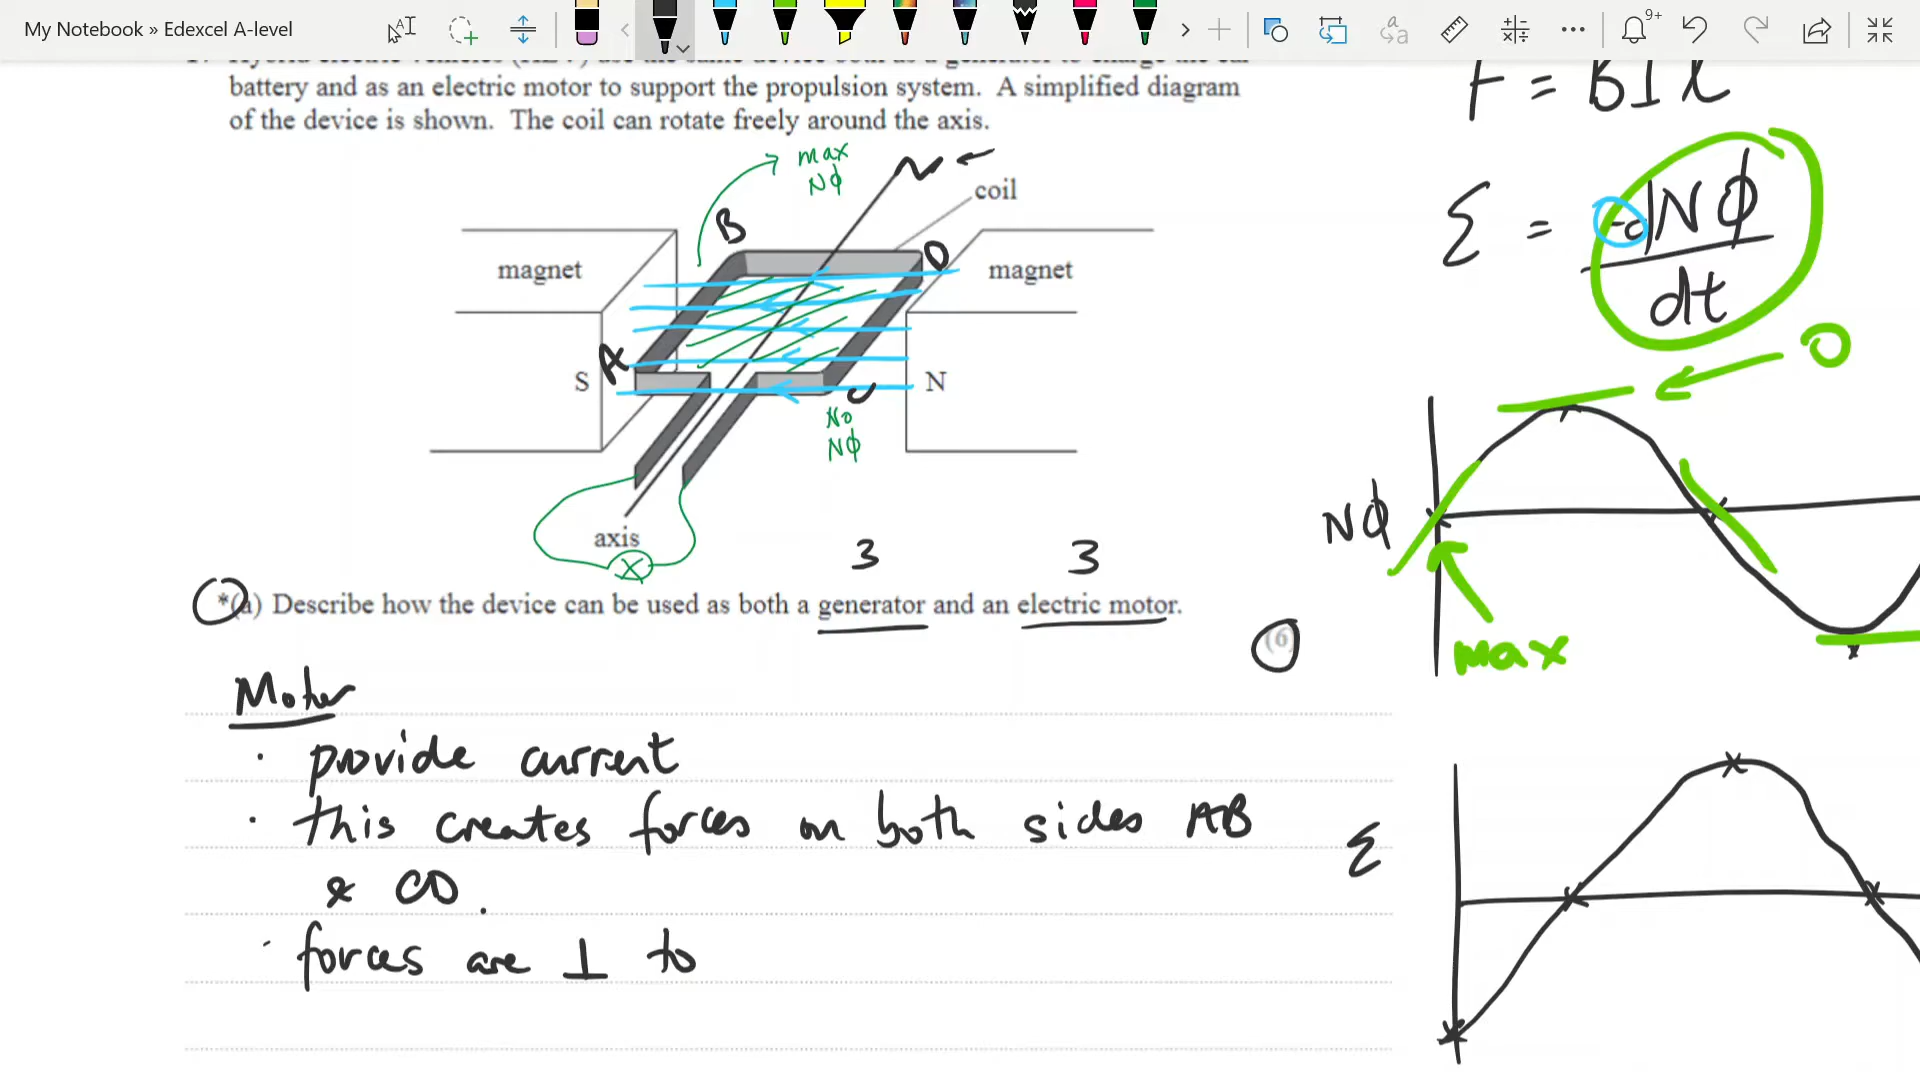 My Notebook » Edexcel A-level
9+
battery and as an electric motor to support the propulsion system. A simplified diagram
of the device is shown. The coil can rotate freely around the axis.
F = BIl
max
NΦ
N
coil
B
D
magnet
magnet
ε = -dNΦ
dt
0
A
S
C
N
No
NΦ
axis
X
3
3
NΦ
max
*(a) Describe how the device can be used as both a generator and an electric motor.
(6)
Motor
· provide current
· this creates forces on both sides AB
& CD.
· forces are ⊥ to
ε